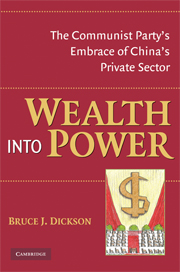 The Communist Party's
Embrace of China's
Private Sector
WEALTH
INTO POWER
BRUCE J. DICKSON
CAMBRIDGE